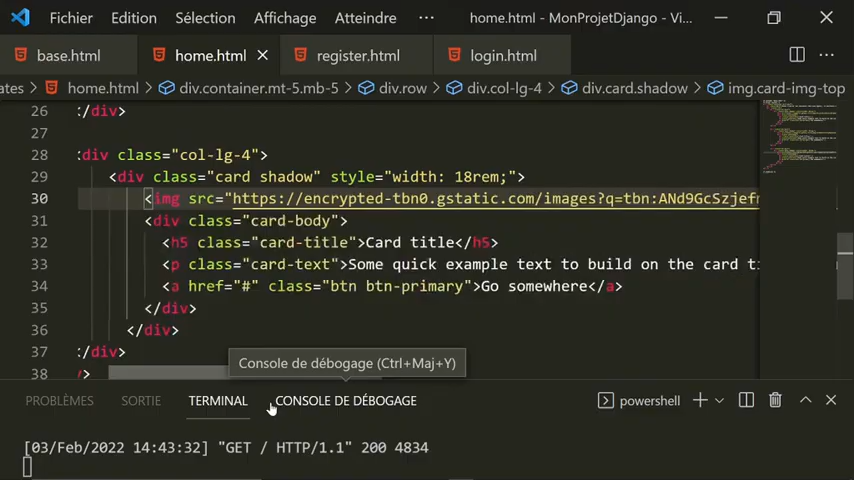 Fichier Edition Sélection Affichage Atteindre ··· home.html - MonProjetDjango - Vi...
base.html home.html register.html login.html ···
ates > home.html > div.container.mt-5.mb-5 > div.row > div.col-lg-4 > div.card.shadow > img.card-img-top
26 </div>
27
28 div class="col-lg-4">
29 <div class="card shadow" style="width: 18rem;">
30 <img src="https://encrypted-tbn0.gstatic.com/images?q=tbn:ANd9GcSzjef
31 <div class="card-body">
32 <h5 class="card-title">Card title</h5>
33 <p class="card-text">Some quick example text to build on the card ti
34 <a href="#" class="btn btn-primary">Go somewhere</a>
35 </div>
36 </div>
37 </div>
38 >
Console de débogage (Ctrl+Maj+Y)
PROBLÈMES SORTIE TERMINAL CONSOLE DE DÉBOGAGE powershell
[03/Feb/2022 14:43:32] "GET / HTTP/1.1" 200 4834